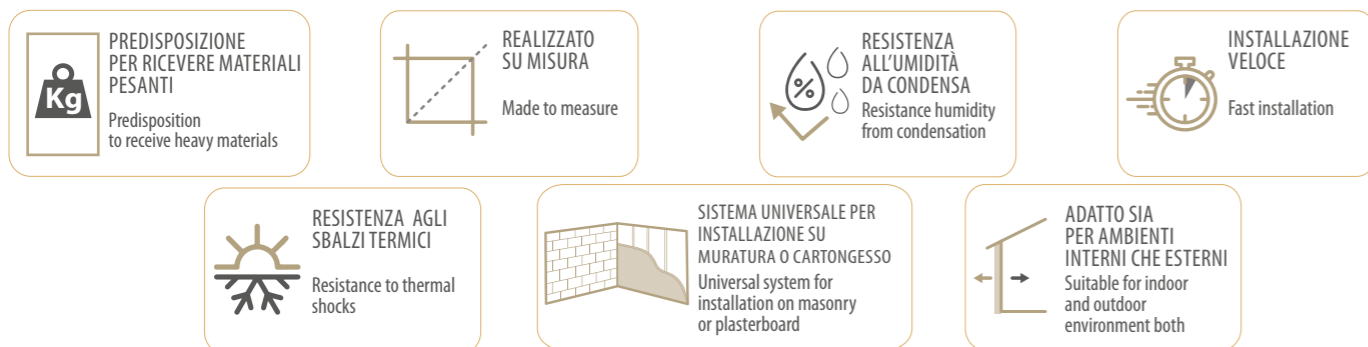 Kg
PREDISPOSIZIONE
PER RICEVERE MATERIALI
PESANTI
Predisposition
to receive heavy materials
REALIZZATO
SU MISURA
Made to measure
%
RESISTENZA
ALL'UMIDITÀ
DA CONDENSA
Resistance humidity
from condensation
INSTALLAZIONE
VELOCE
Fast installation
RESISTENZA AGLI
SBALZI TERMICI
Resistance to thermal
shocks
SISTEMA UNIVERSALE PER
INSTALLAZIONE SU
MURATURA O CARTONGESSO
Universal system for
installation on masonry
or plasterboard
ADATTO SIA
PER AMBIENTI
INTERNI CHE ESTERNI
Suitable for indoor
and outdoor
environment both